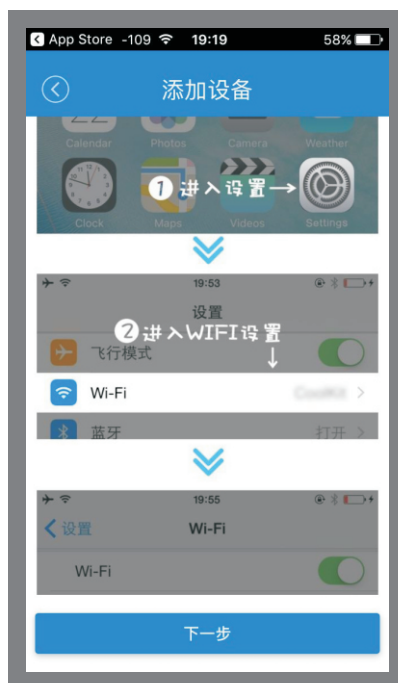 App Store -109 19:19 58%
添加设备
Calendar Photos Camera Weather
① 进入设置→
Clock Maps Videos Settings
19:53
设置
② 进入WIFI设置
飞行模式
↓
Wi-Fi
蓝牙 打开
19:55
设置 Wi-Fi
Wi-Fi
下一步